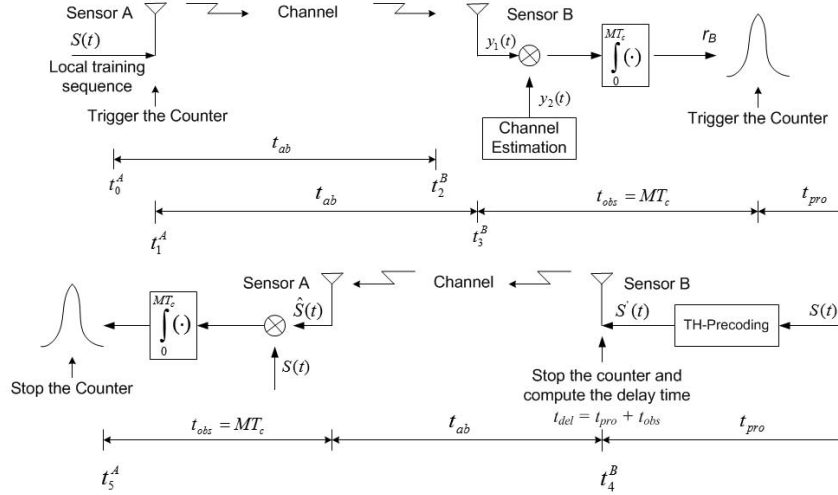 Sensor A
Channel
Sensor B
S(t)
Local training
sequence
Trigger the Counter
y₁(t)
y₂(t)
Channel
Estimation
MT_c
∫(·)
0
r_B
Trigger the Counter
t_ab
t₀^A
t₂^B
t_ab
t_obs = MT_c
t_pro
t₁^A
t₃^B
Sensor A
Channel
Sensor B
MT_c
∫(·)
0
Ŝ(t)
S(t)
S'(t)
TH-Precoding
S(t)
Stop the Counter
Stop the counter and
compute the delay time
t_del = t_pro + t_obs
t_obs = MT_c
t_ab
t_pro
t₅^A
t₄^B